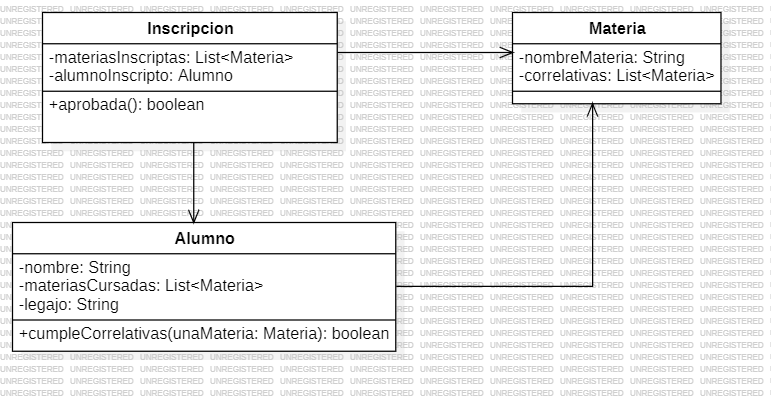 Inscripcion
-materiasInscriptas: List<Materia>
-alumnoInscripto: Alumno
+aprobada(): boolean
Materia
-nombreMateria: String
-correlativas: List<Materia>
Alumno
-nombre: String
-materiasCursadas: List<Materia>
-legajo: String
+cumpleCorrelativas(unaMateria: Materia): boolean
UNREGISTERED